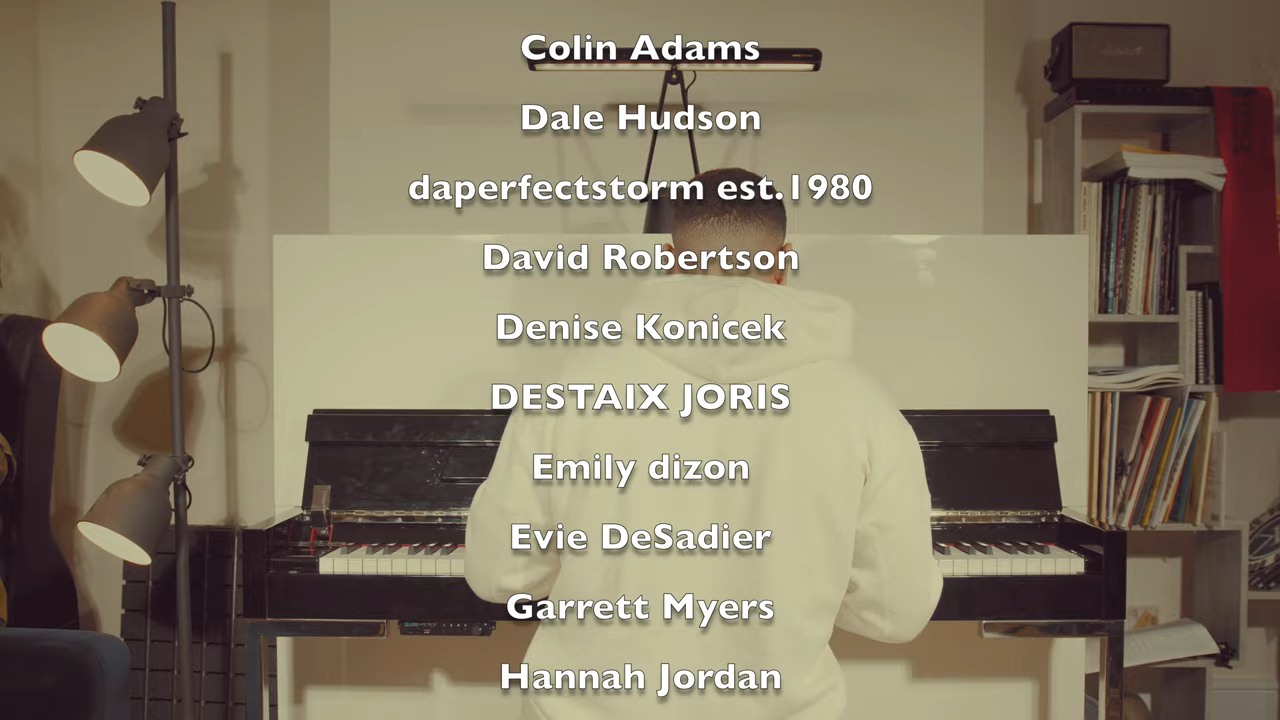 Colin Adams
Dale Hudson
daperfectstorm est.1980
David Robertson
Denise Konicek
DESTAIX JORIS
Emily dizon
Evie DeSadier
Garrett Myers
Hannah Jordan